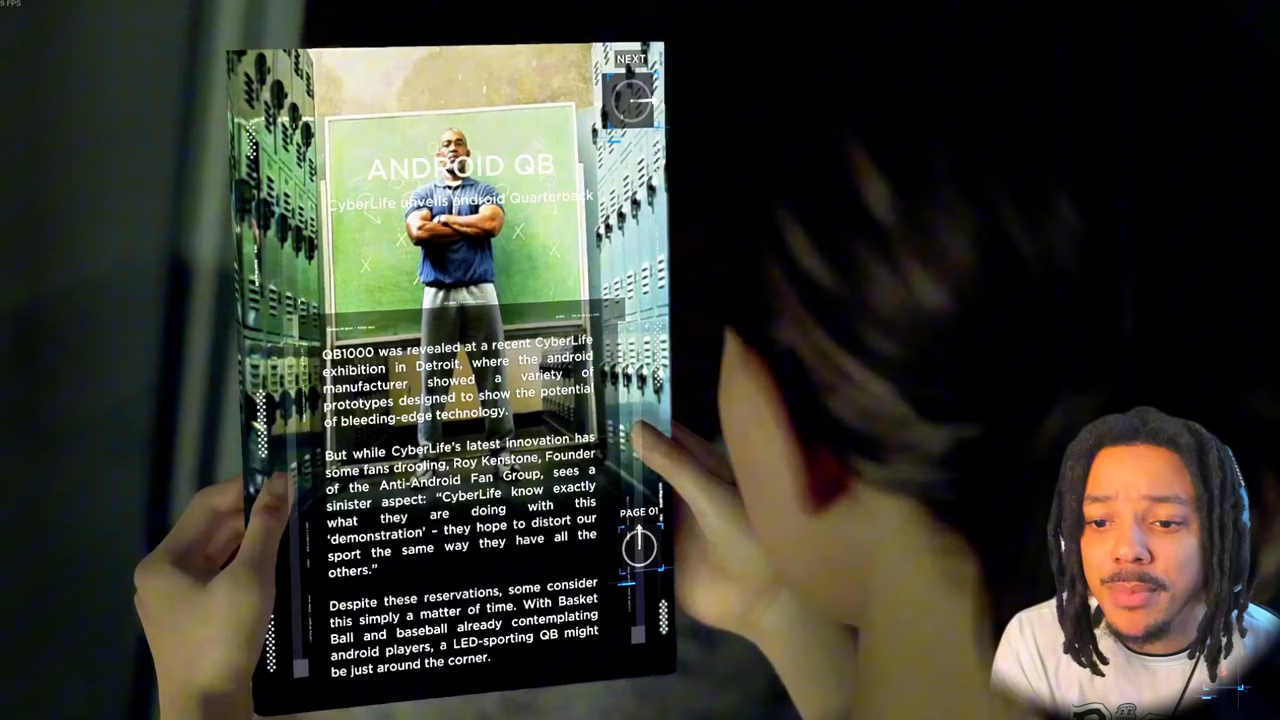 9 FPS
NEXT
ANDROID QB
CyberLife unveils android Quarterback
QB1000 was revealed at a recent CyberLife
exhibition in Detroit, where the android
manufacturer showed a variety of
prototypes designed to show the potential
of bleeding-edge technology.
But while CyberLife's latest innovation has
some fans drooling, Roy Kenstone, Founder
of the Anti-Android Fan Group, sees a
sinister aspect: “CyberLife know exactly
what they are doing with this
‘demonstration’ – they hope to distort our
sport the same way they have all the
others.”
PAGE 01
Despite these reservations, some consider
this simply a matter of time. With Basket
Ball and baseball already contemplating
android players, a LED-sporting QB might
be just around the corner.